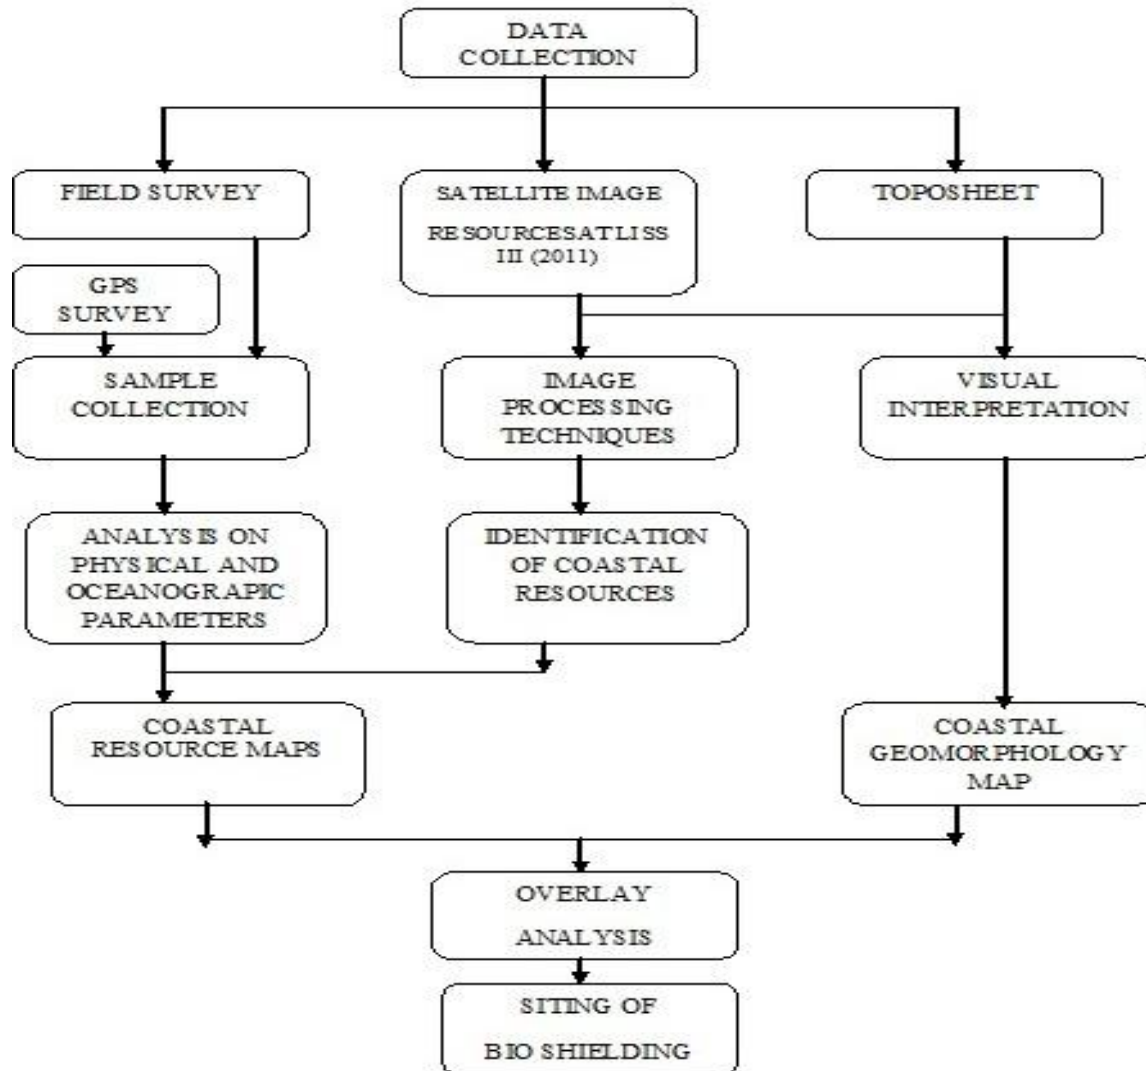 DATA
COLLECTION
FIELD SURVEY
SATELLITE IMAGE
RESOURCESATLISS
III (2011)
TOPOSHEET
GPS
SURVEY
SAMPLE
COLLECTION
IMAGE
PROCESSING
TECHNIQUES
VISUAL
INTERPRETATION
ANALYSIS ON
PHYSICAL AND
OCEANOGRAPIC
PARAMETERS
IDENTIFICATION
OF COASTAL
RESOURCES
COASTAL
RESOURCE MAPS
COASTAL
GEOMORPHOLOGY
MAP
OVERLAY
ANALYSIS
SITING OF
BIO SHIELDING